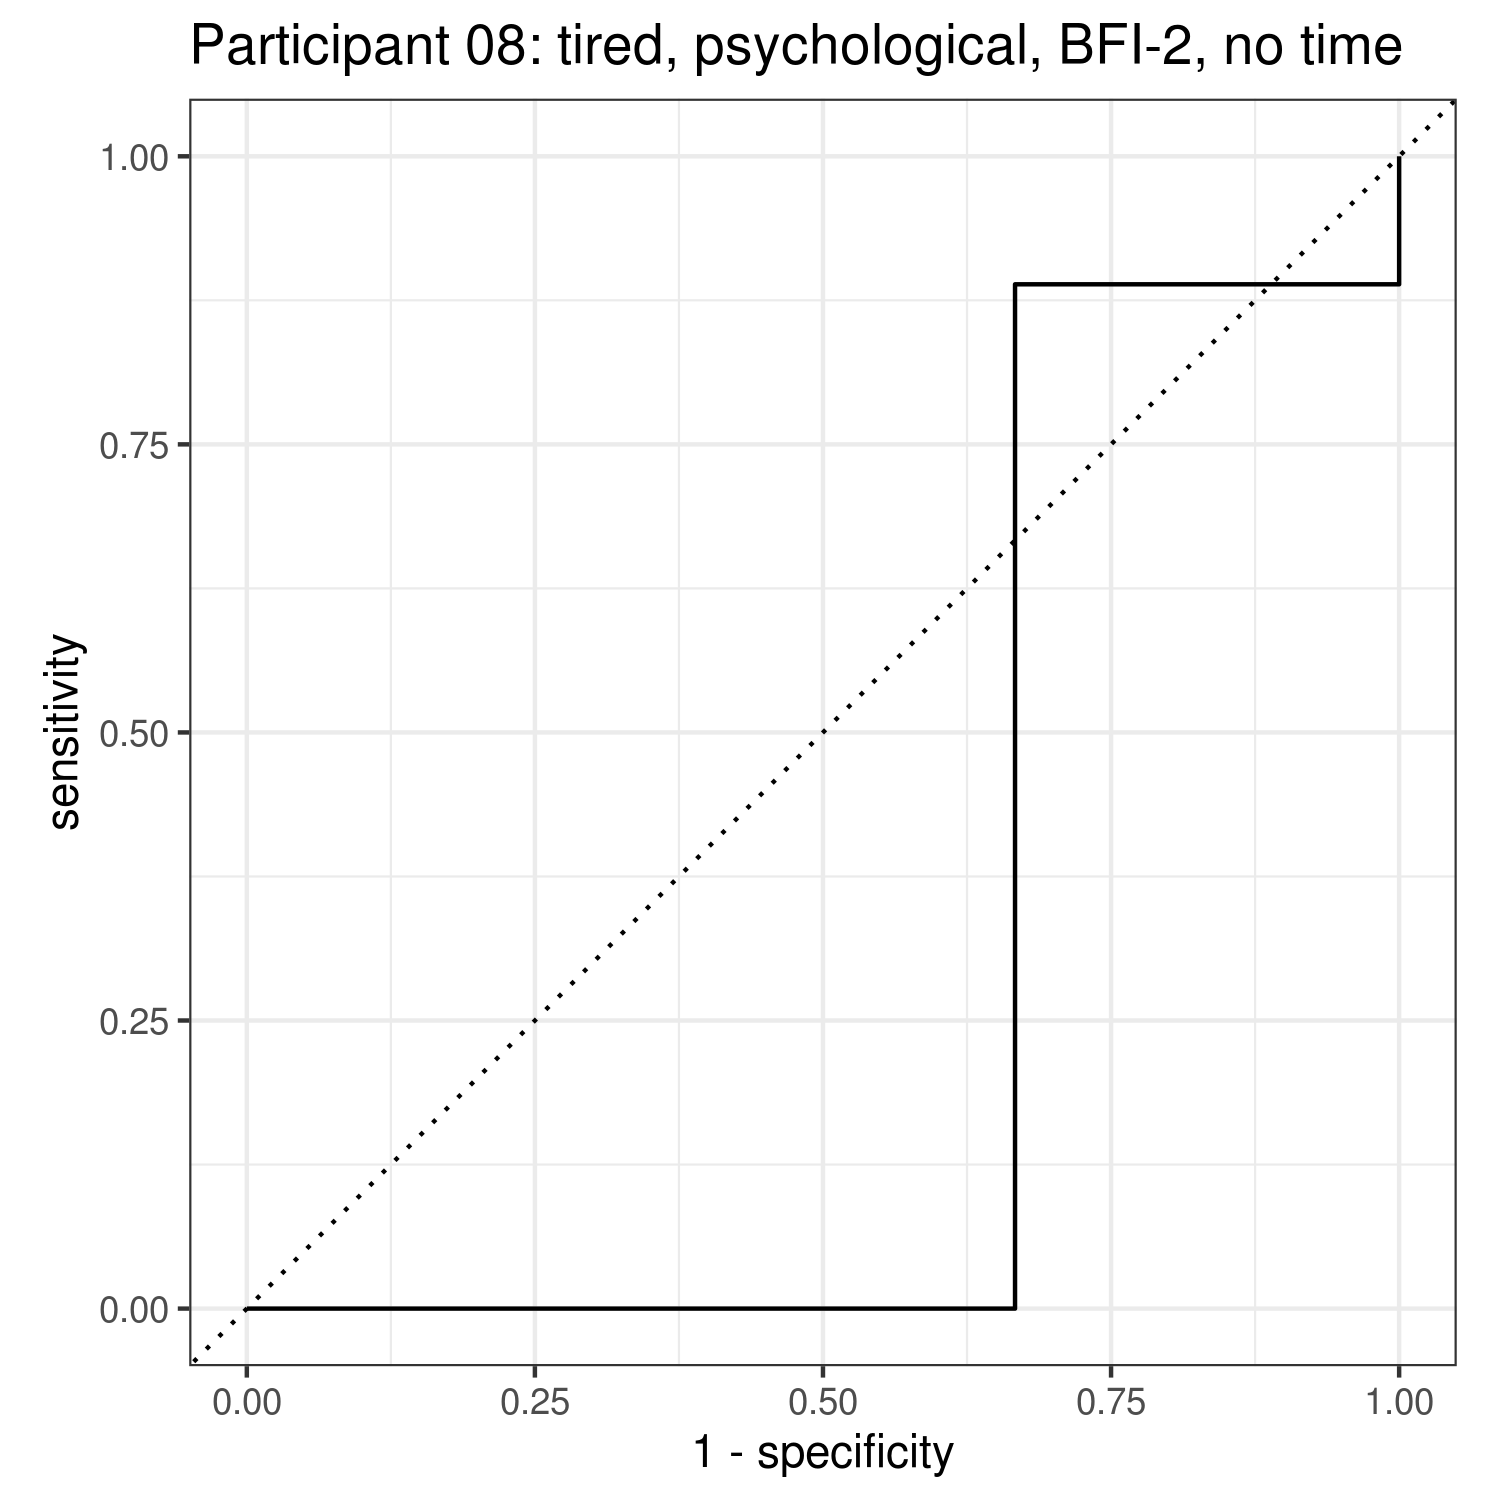 Participant 08: tired, psychological, BFI-2, no time
1.00
0.75
0.50
0.25
0.00
sensitivity
0.00 0.25 0.50 0.75 1.00
1 - specificity